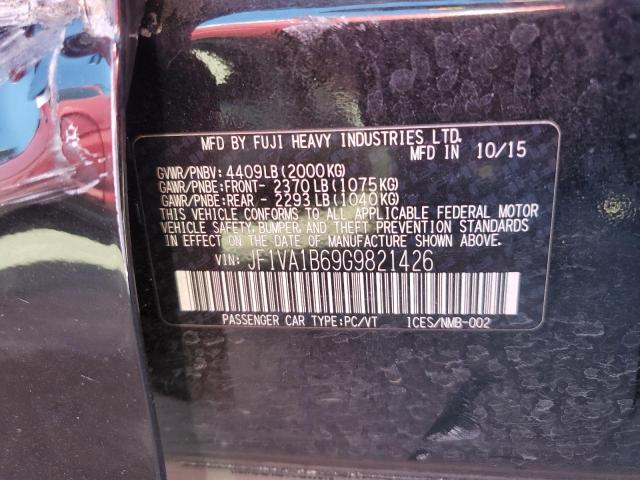 MFD BY FUJI HEAVY INDUSTRIES LTD.
MFD IN 10/15
GVWR/PNBV: 4409LB(2000KG)
GAWR/PNBE:FRONT- 2370LB(1075KG)
GAWR/PNBE:REAR - 2293LB(1040KG)
THIS VEHICLE CONFORMS TO ALL APPLICABLE FEDERAL MOTOR
VEHICLE SAFETY, BUMPER, AND THEFT PREVENTION STANDARDS
IN EFFECT ON THE DATE OF MANUFACTURE SHOWN ABOVE.
VIN: JF1VA1B69G9821426
PASSENGER CAR TYPE:PC/VT ICES/NMB-002